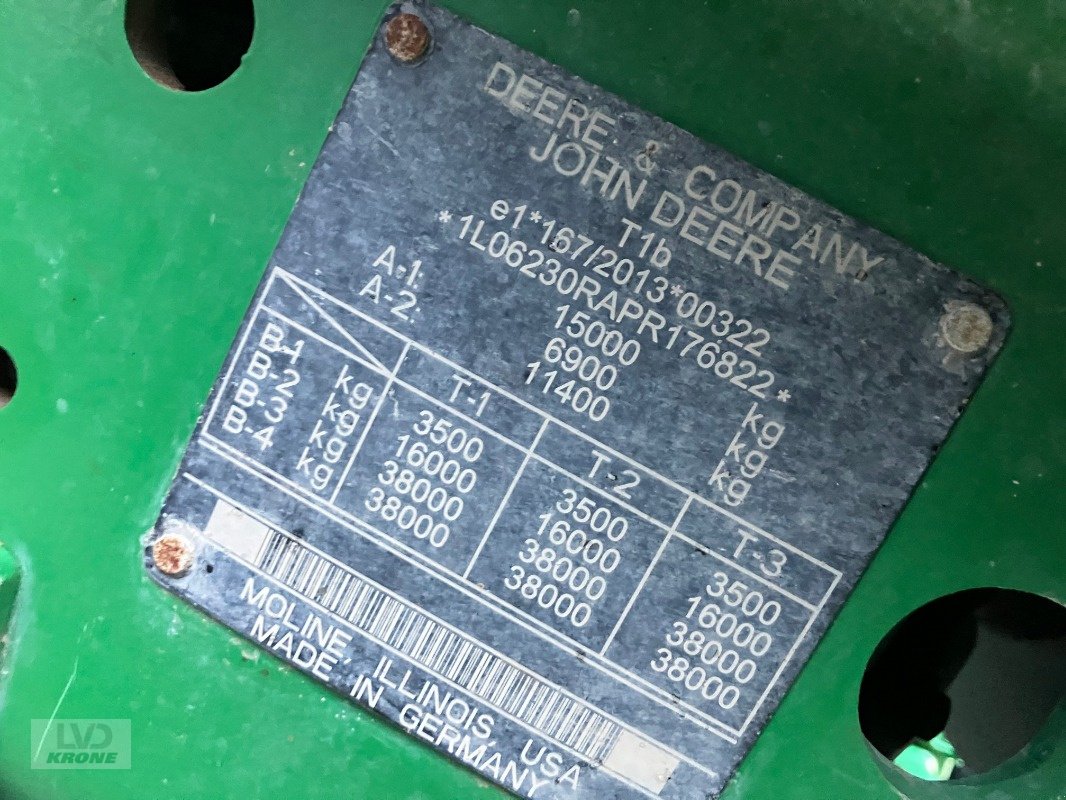 DEERE & COMPANY
JOHN DEERE
T1b
e1*167/2013*00322
*1L06230RAPR176822*
15000 kg
A-1: 6900 kg
A-2: 11400 kg
T-1 T-2 T-3
B-1 kg 3500 3500 3500
B-2 kg 16000 16000 16000
B-3 kg 38000 38000 38000
B-4 kg 38000 38000 38000
MOLINE, ILLINOIS, USA
MADE IN GERMANY
LVD
KRONE